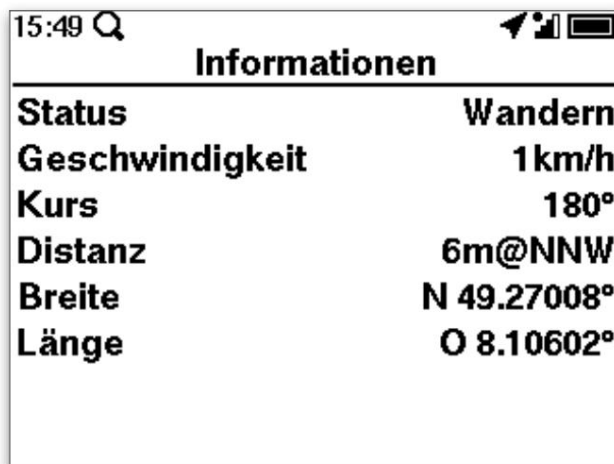 15:49
Informationen
Status Wandern
Geschwindigkeit 1km/h
Kurs 180°
Distanz 6m@NNW
Breite N 49.27008°
Länge O 8.10602°